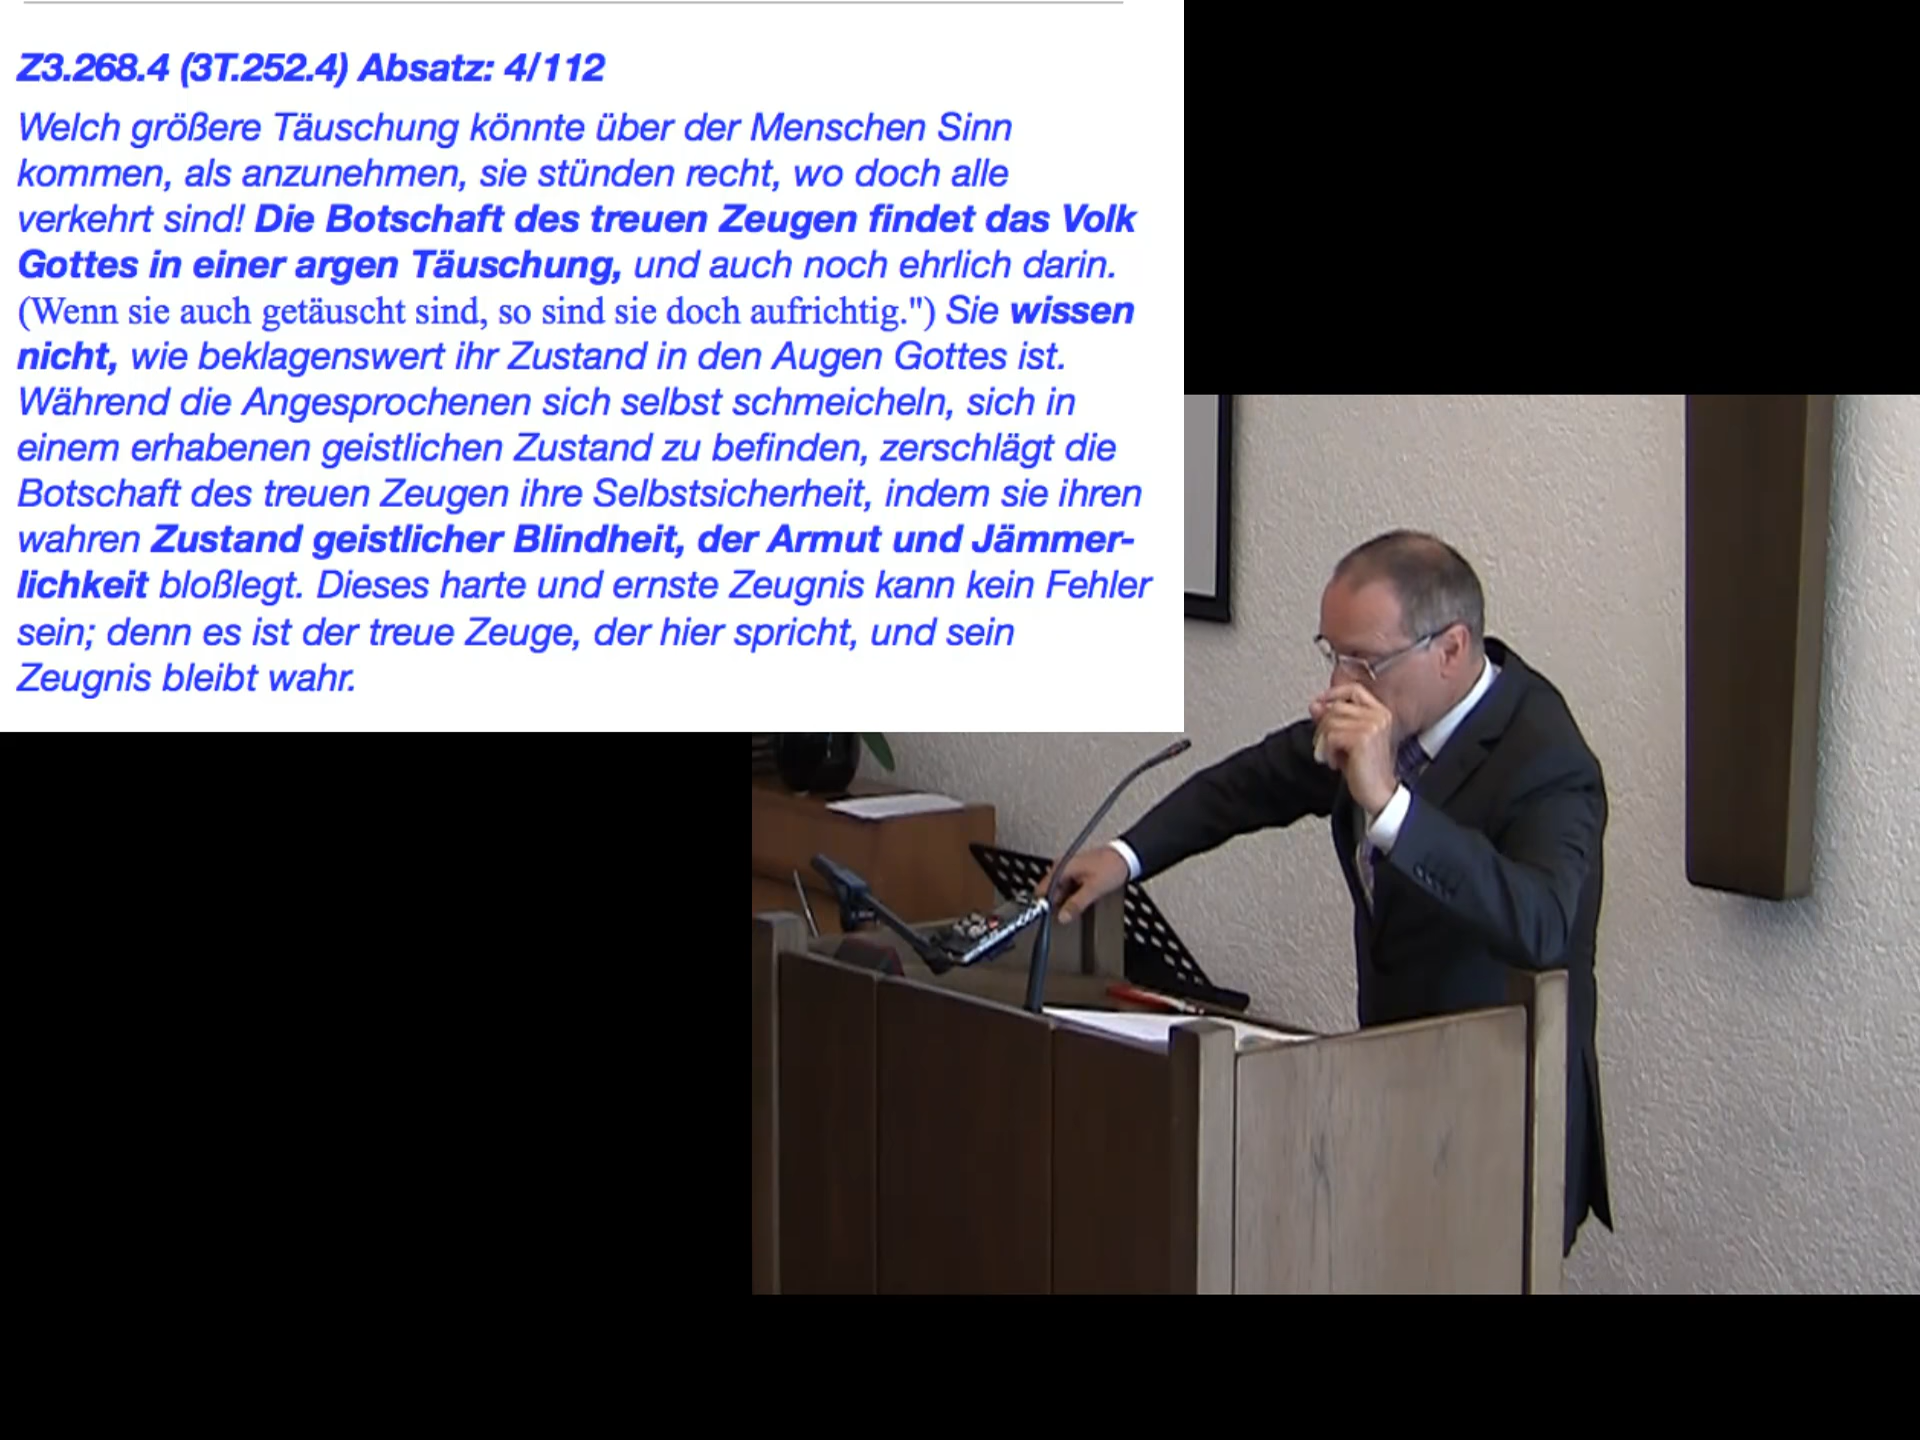 Z3.268.4 (3T.252.4) Absatz: 4/112
Welch größere Täuschung könnte über der Menschen Sinn
kommen, als anzunehmen, sie stünden recht, wo doch alle
verkehrt sind! Die Botschaft des treuen Zeugen findet das Volk
Gottes in einer argen Täuschung, und auch noch ehrlich darin.
(Wenn sie auch getäuscht sind, so sind sie doch aufrichtig.") Sie wissen
nicht, wie beklagenswert ihr Zustand in den Augen Gottes ist.
Während die Angesprochenen sich selbst schmeicheln, sich in
einem erhabenen geistlichen Zustand zu befinden, zerschlägt die
Botschaft des treuen Zeugen ihre Selbstsicherheit, indem sie ihren
wahren Zustand geistlicher Blindheit, der Armut und Jämmer-
lichkeit bloßlegt. Dieses harte und ernste Zeugnis kann kein Fehler
sein; denn es ist der treue Zeuge, der hier spricht, und sein
Zeugnis bleibt wahr.